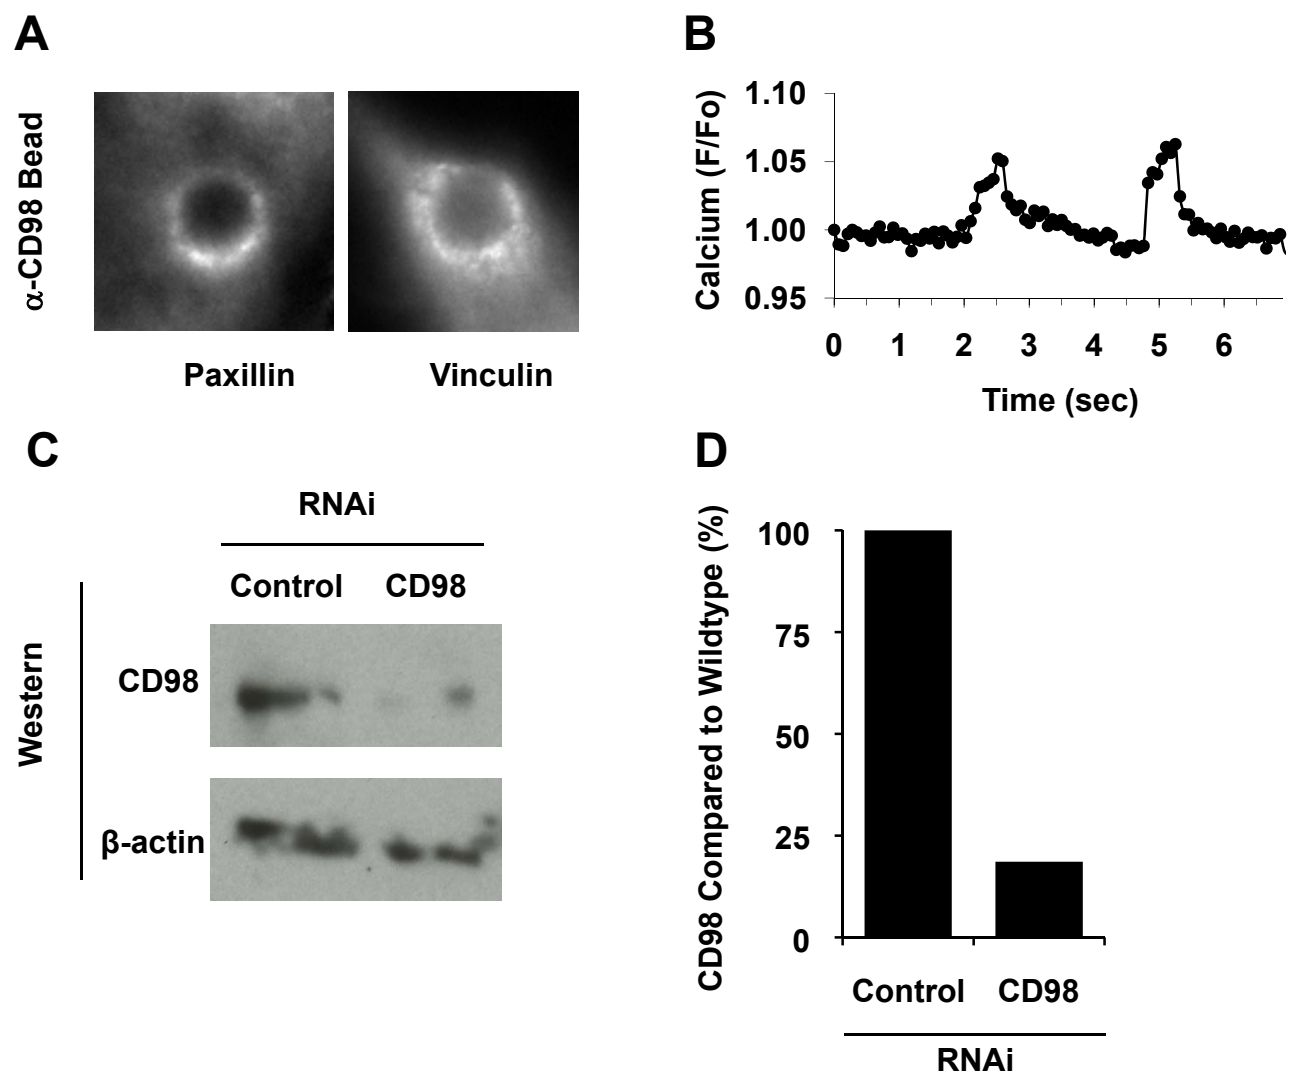 A
α-CD98 Bead
Paxillin
Vinculin
B
Calcium (F/Fo)
1.10
1.05
1.00
0.95
0 1 2 3 4 5 6
Time (sec)
C
RNAi
Control CD98
Western
CD98
β-actin
D
CD98 Compared to Wildtype (%)
100
75
50
25
0
Control CD98
RNAi